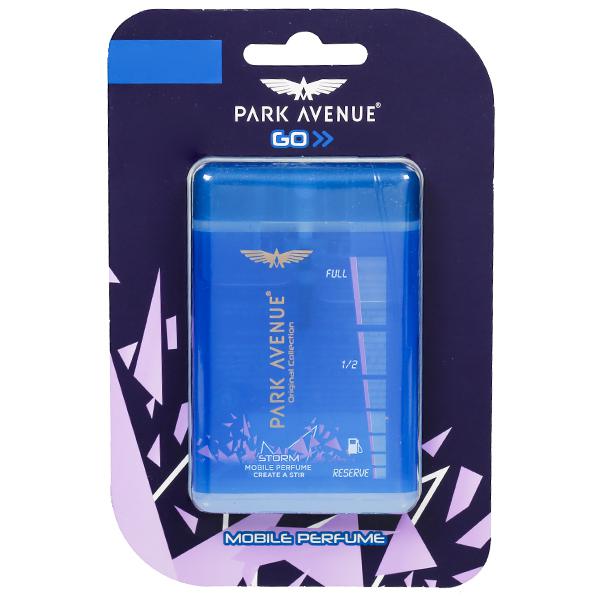 PARK AVENUE®
GO
FULL
PARK AVENUE®
Original Collection
1/2
STORM
MOBILE PERFUME
CREATE A STIR
RESERVE
MOBILE PERFUME